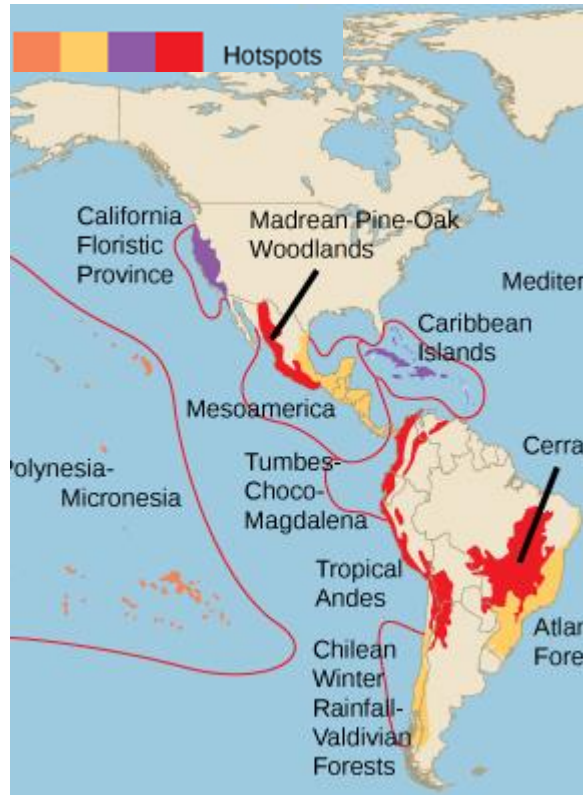 Hotspots
California
Floristic
Province
Madrean Pine-Oak
Woodlands
Mediter
Caribbean
Islands
Mesoamerica
Polynesia-
Micronesia
Tumbes-
Choco-
Magdalena
Cerra
Tropical
Andes
Atlan
Fore
Chilean
Winter
Rainfall-
Valdivian
Forests